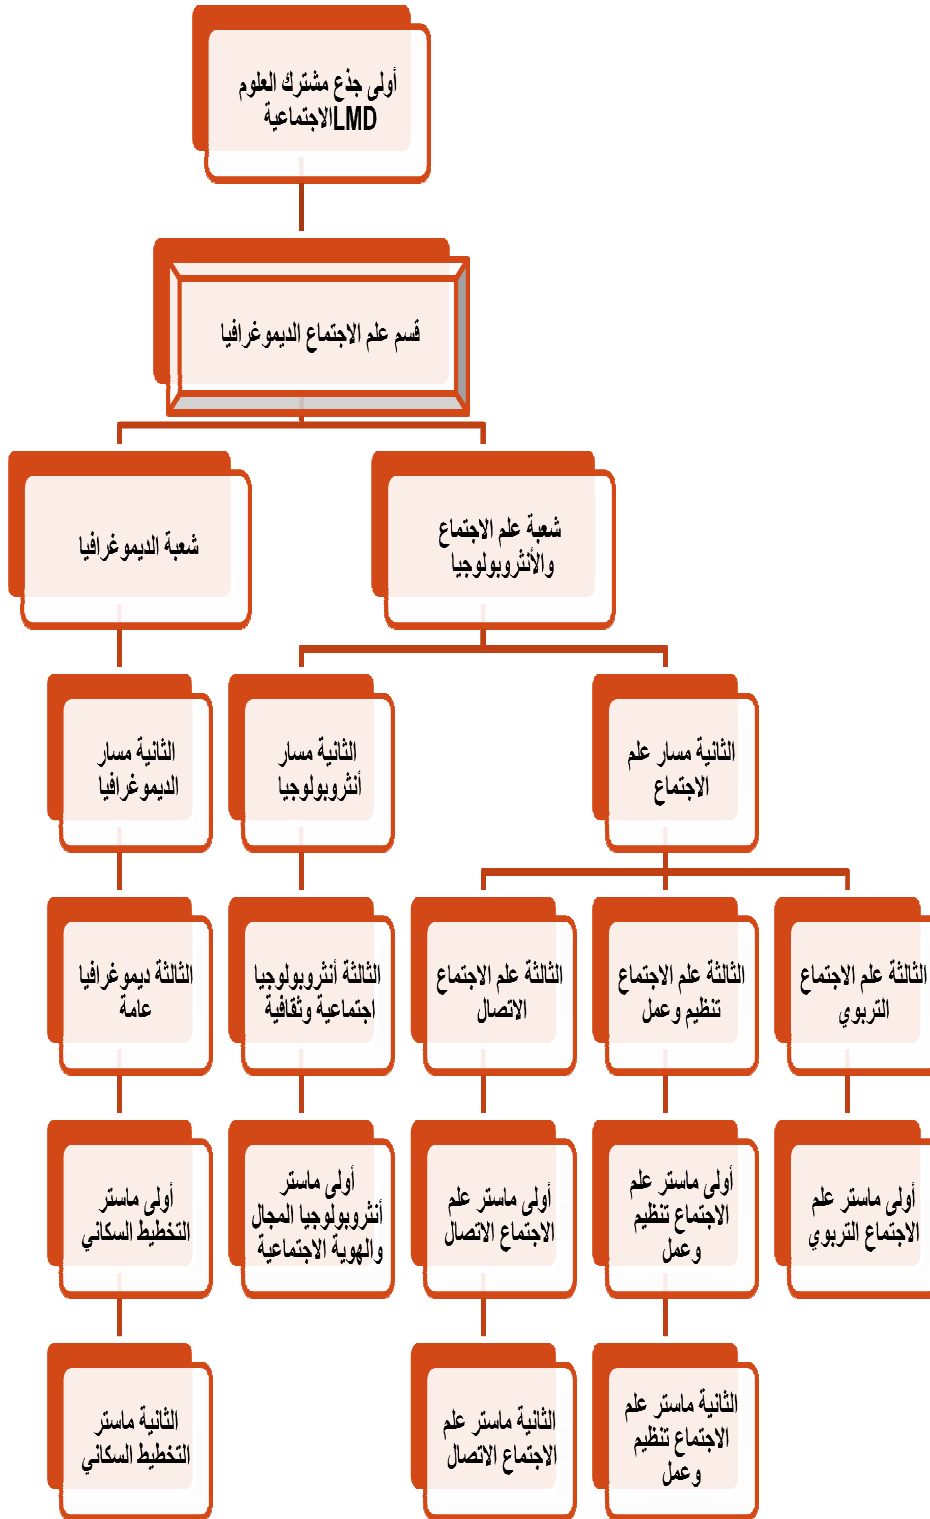 أولى جذع مشترك العلوم
الاجتماعيةLMD
قسم علم الاجتماع الديموغرافيا
شعبة علم الاجتماع
والأنثروبولوجيا
شعبة الديموغرافيا
الثانية مسار علم
الاجتماع
الثانية مسار
أنثروبولوجيا
الثانية مسار
الديموغرافيا
الثالثة علم الاجتماع
التربوي
الثالثة علم الاجتماع
تنظيم وعمل
الثالثة علم الاجتماع
الاتصال
الثالثة أنثروبولوجيا
اجتماعية وثقافية
الثالثة ديموغرافيا
عامة
أولى ماستر علم
الاجتماع التربوي
أولى ماستر علم
الاجتماع تنظيم
وعمل
أولى ماستر علم
الاجتماع الاتصال
أولى ماستر
أنثروبولوجيا المجال
والهوية الاجتماعية
أولى ماستر
التخطيط السكاني
الثانية ماستر علم
الاجتماع تنظيم
وعمل
الثانية ماستر علم
الاجتماع الاتصال
الثانية ماستر
التخطيط السكاني